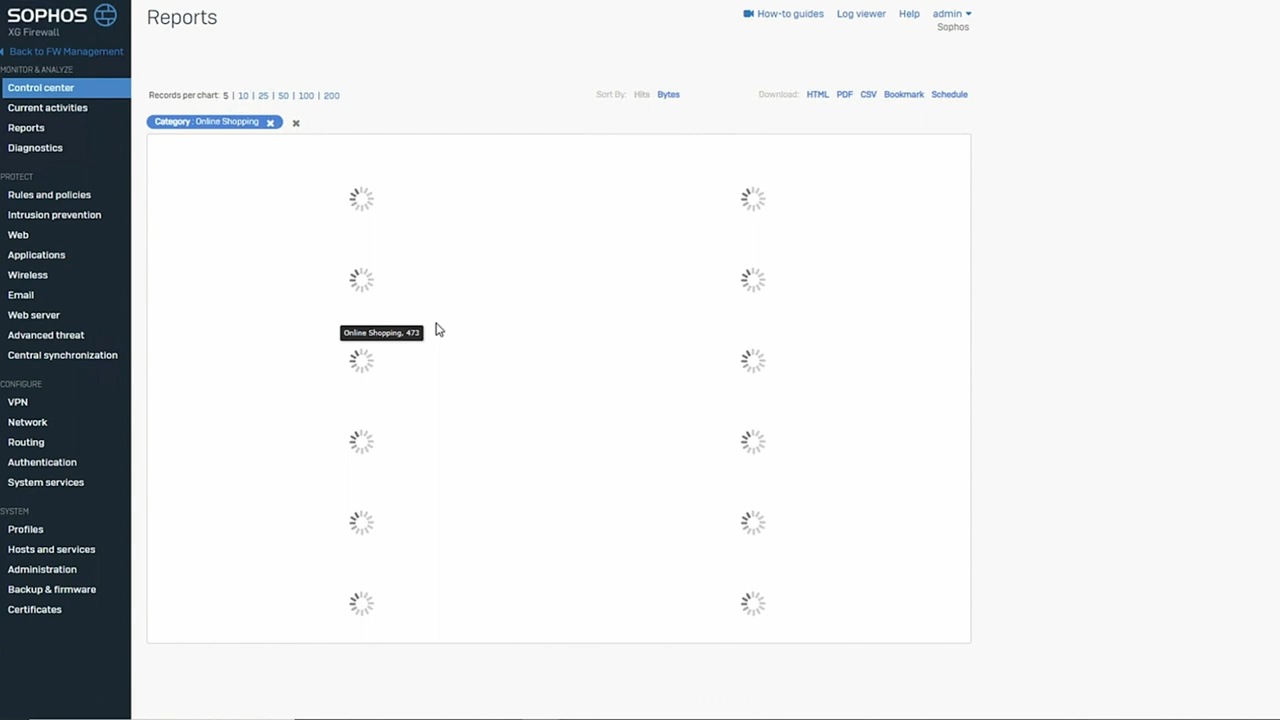 SOPHOS
XG Firewall
Back to FW Management
MONITOR & ANALYZE
Control center
Current activities
Reports
Diagnostics
PROTECT
Rules and policies
Intrusion prevention
Web
Applications
Wireless
Email
Web server
Advanced threat
Central synchronization
CONFIGURE
VPN
Network
Routing
Authentication
System services
SYSTEM
Profiles
Hosts and services
Administration
Backup & firmware
Certificates
Reports
How-to guides Log viewer Help admin
Sophos
Records per chart: 5 | 10 | 25 | 50 | 100 | 200 Sort By: Hits Bytes Download: HTML PDF CSV Bookmark Schedule
Category : Online Shopping
Online Shopping, 473